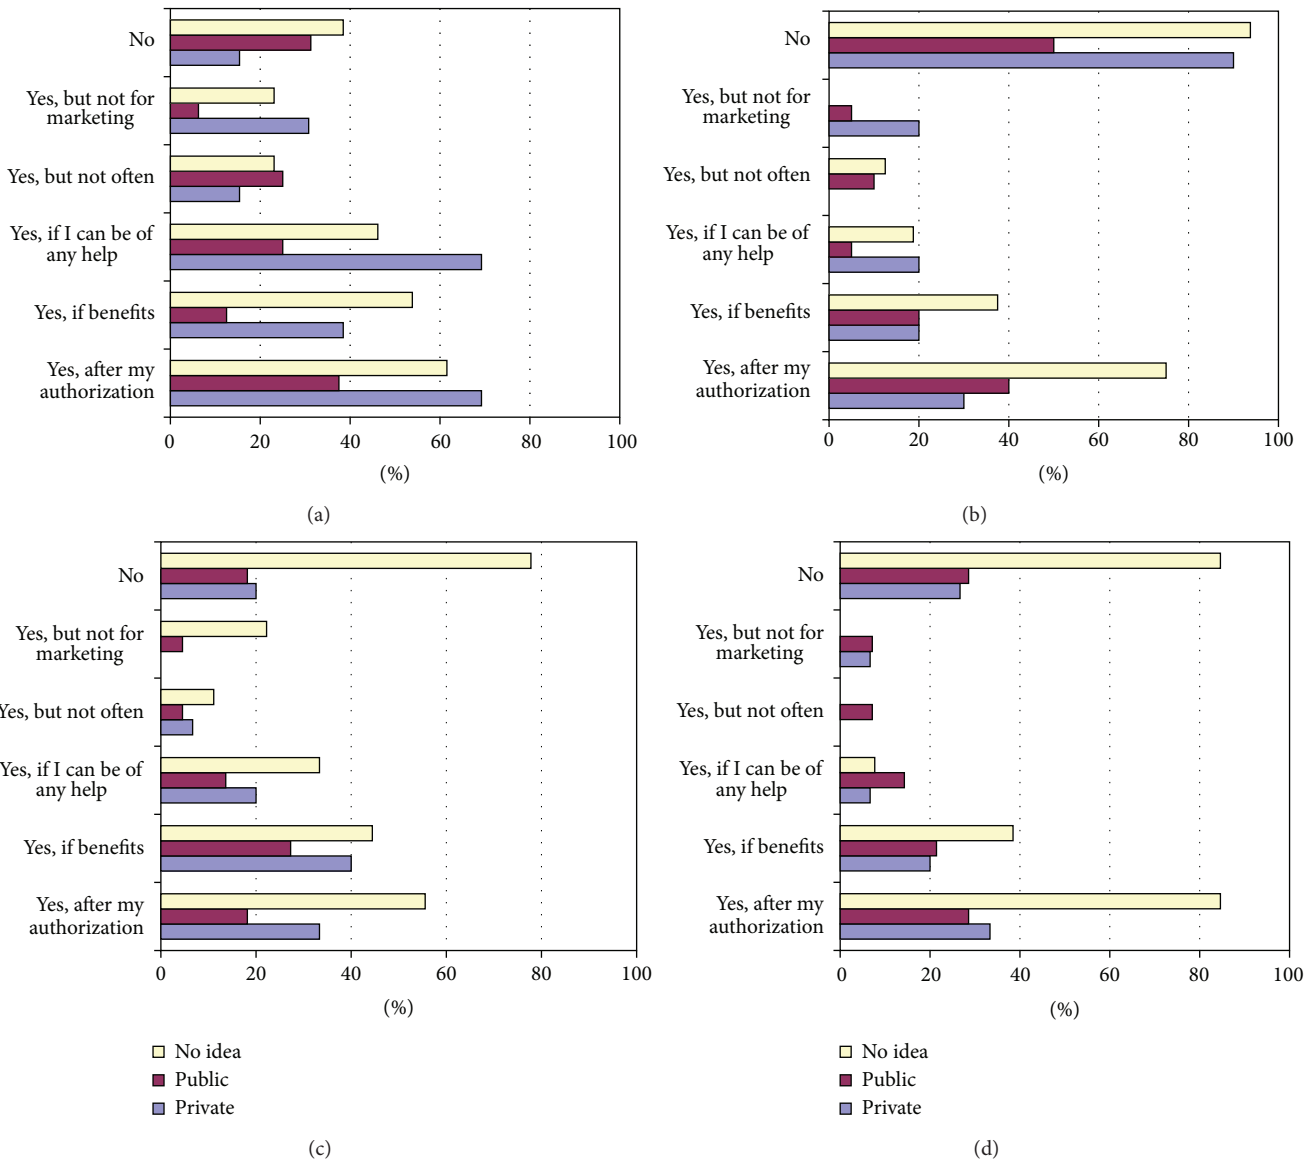 No
Yes, but not for
marketing
Yes, but not often
Yes, if I can be of
any help
Yes, if benefits
Yes, after my
authorization
0 20 40 60 80 100
(%)
(a)
No
Yes, but not for
marketing
Yes, but not often
Yes, if I can be of
any help
Yes, if benefits
Yes, after my
authorization
0 20 40 60 80 100
(%)
(b)
No
Yes, but not for
marketing
Yes, but not often
Yes, if I can be of
any help
Yes, if benefits
Yes, after my
authorization
0 20 40 60 80 100
(%)
No idea
Public
Private
(c)
No
Yes, but not for
marketing
Yes, but not often
Yes, if I can be of
any help
Yes, if benefits
Yes, after my
authorization
0 20 40 60 80 100
(%)
No idea
Public
Private
(d)